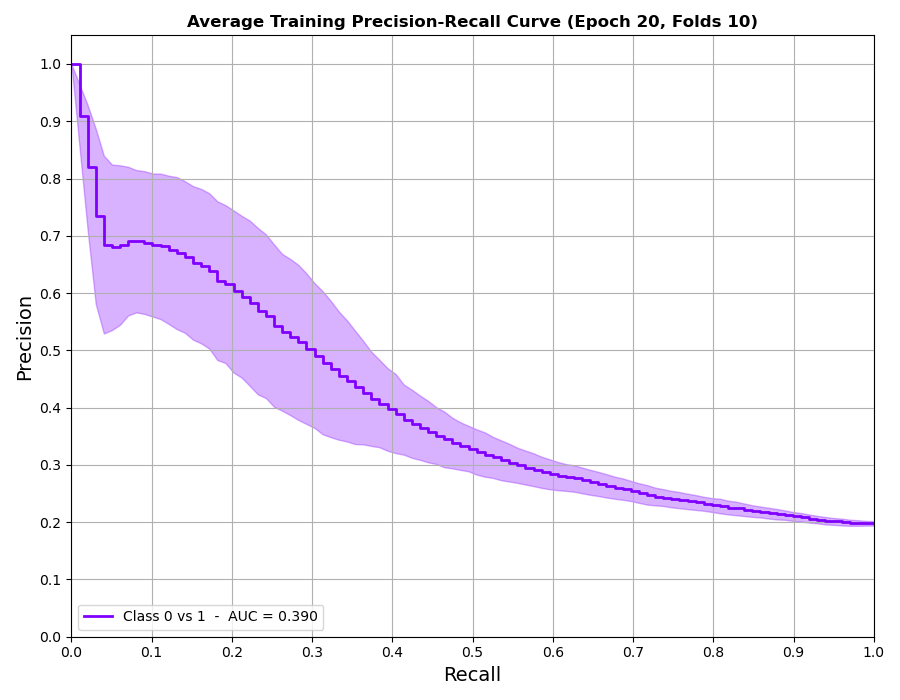 Average Training Precision-Recall Curve (Epoch 20, Folds 10)
Precision
1.0
0.9
0.8
0.7
0.6
0.5
0.4
0.3
0.2
0.1
0.0
Class 0 vs 1 - AUC = 0.390
0.0 0.1 0.2 0.3 0.4 0.5 0.6 0.7 0.8 0.9 1.0
Recall